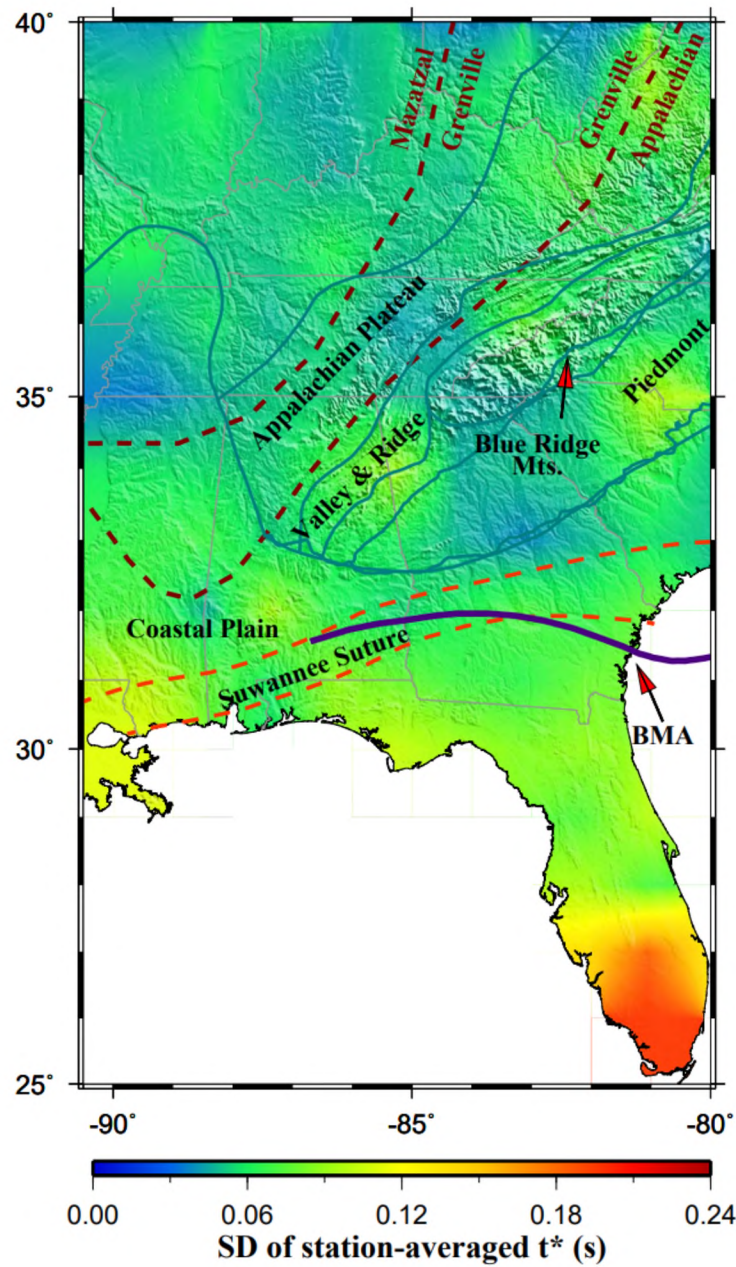 40°
Mazatzal
Grenville
Grenville
Appalachian
Appalachian Plateau
35°
Piedmont
Blue Ridge
Mts.
Valley & Ridge
Coastal Plain
Suwannee Suture
BMA
30°
25°
-90° -85° -80°
0.00 0.06 0.12 0.18 0.24
SD of station-averaged t* (s)